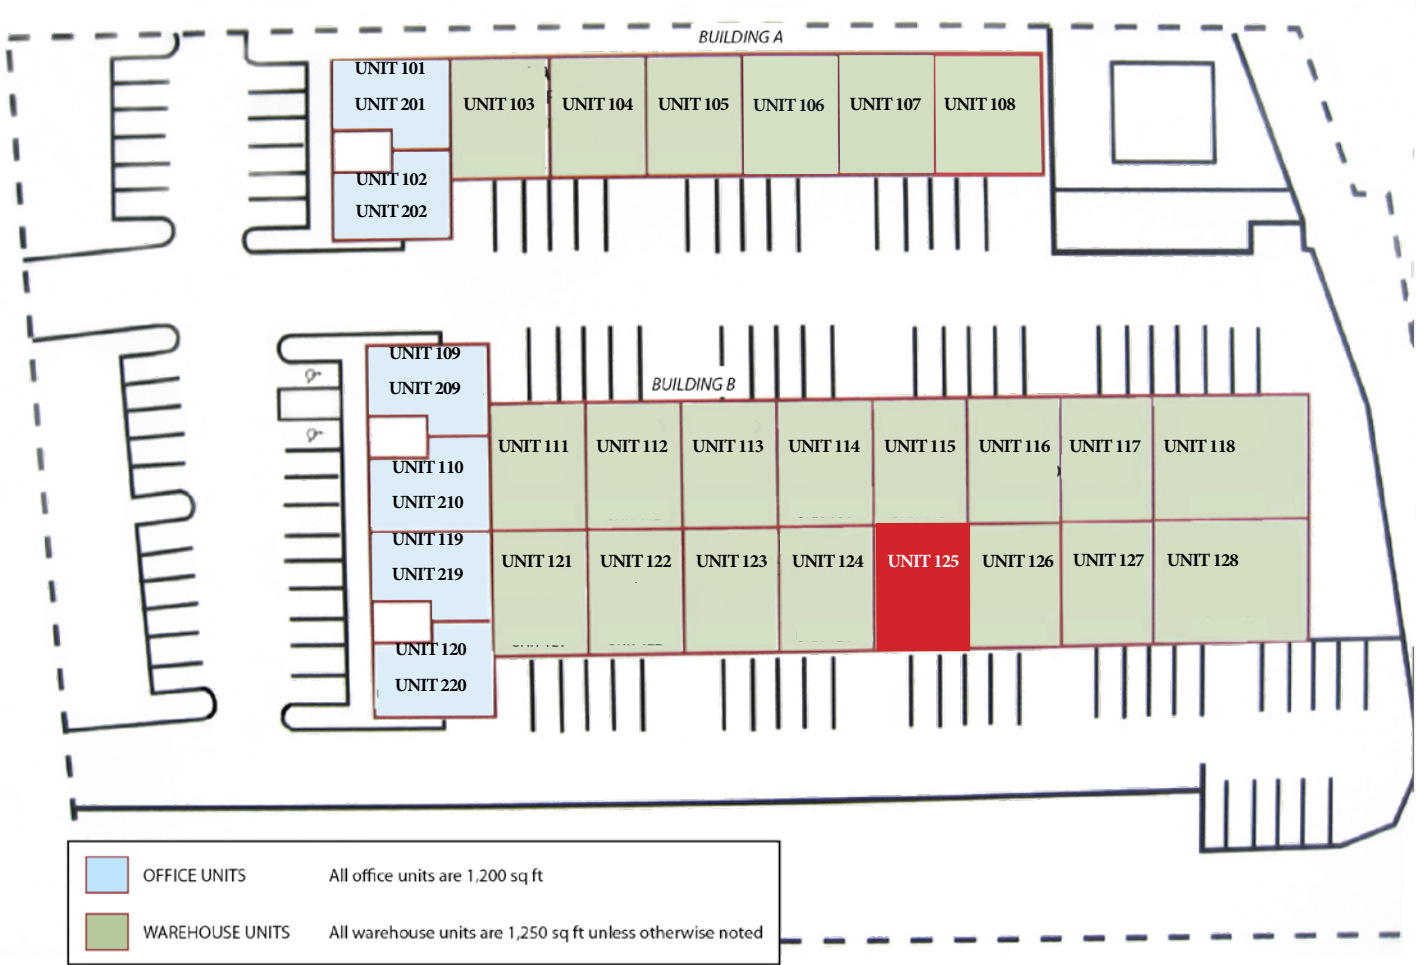 BUILDING A
UNIT 101
UNIT 201
UNIT 102
UNIT 202
UNIT 103
UNIT 104
UNIT 105
UNIT 106
UNIT 107
UNIT 108
BUILDING B
UNIT 109
UNIT 209
UNIT 110
UNIT 210
UNIT 119
UNIT 219
UNIT 120
UNIT 220
UNIT 111
UNIT 112
UNIT 113
UNIT 114
UNIT 115
UNIT 116
UNIT 117
UNIT 118
UNIT 121
UNIT 122
UNIT 123
UNIT 124
UNIT 125
UNIT 126
UNIT 127
UNIT 128
OFFICE UNITS All office units are 1,200 sq ft
WAREHOUSE UNITS All warehouse units are 1,250 sq ft unless otherwise noted